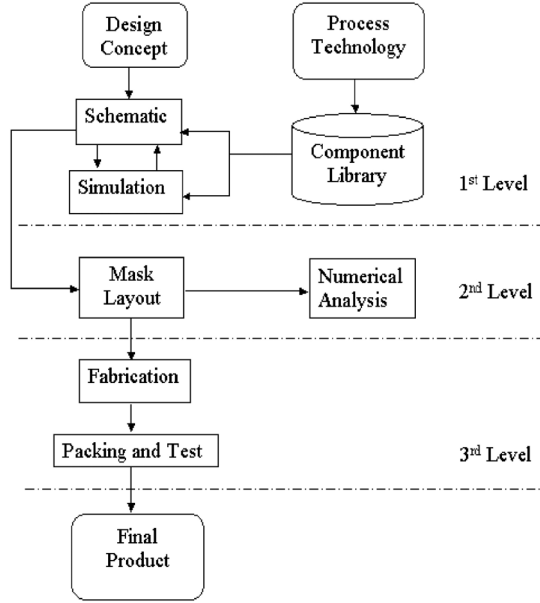 Design
Concept
Process
Technology
Schematic
Component
Library
Simulation
1st Level
Mask
Layout
Numerical
Analysis
2nd Level
Fabrication
Packing and Test
3rd Level
Final
Product